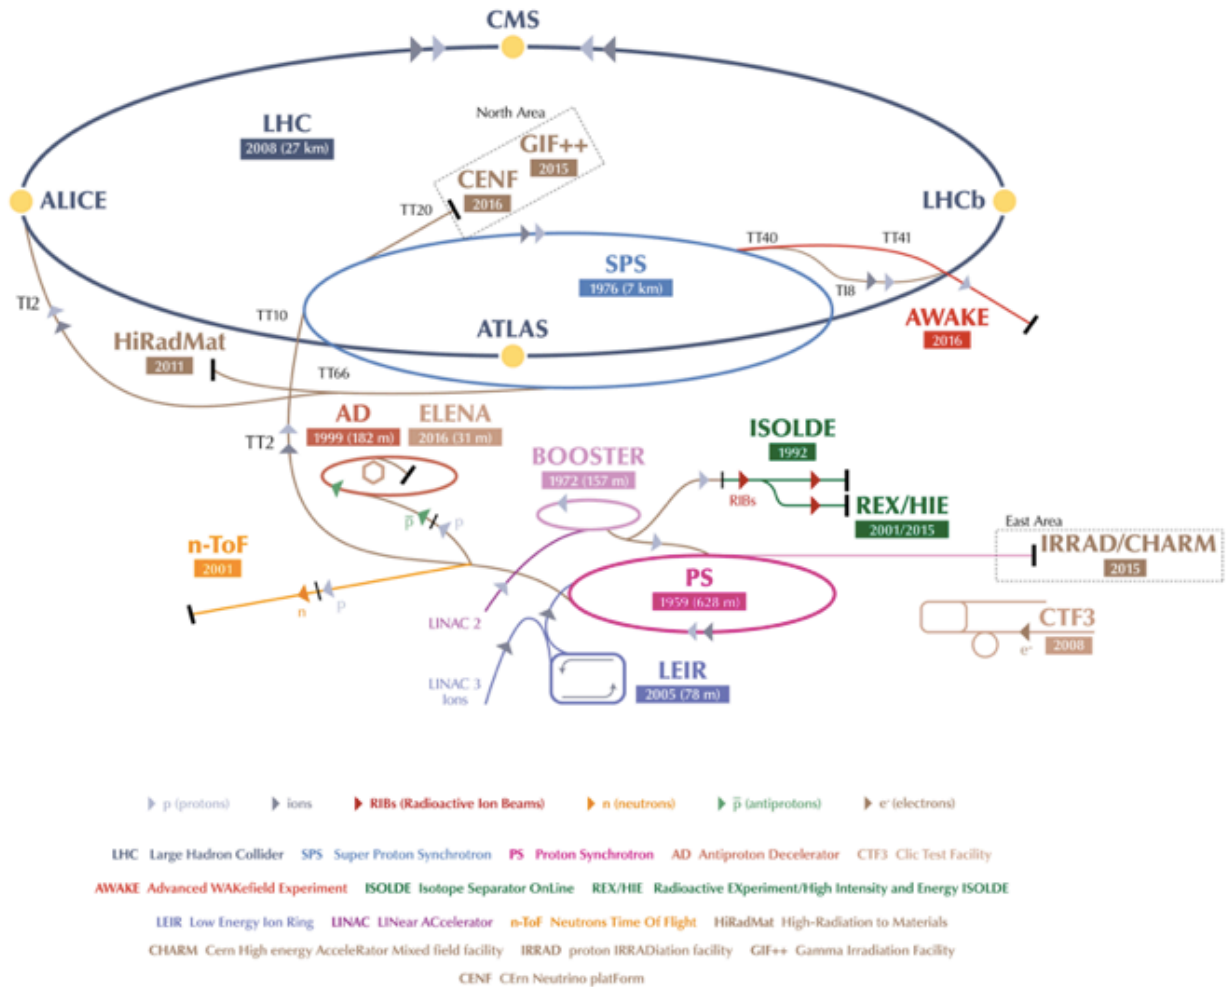 CMS
North Area
LHC
2008 (27 km)
GIF++
2015
CENF
2016
ALICE
LHCb
TT20
TT40
TT41
SPS
1976 (7 km)
TI8
TI2
TT10
AWAKE
2016
ATLAS
HiRadMat
2011
TT66
AD
1999 (182 m)
ELENA
2016 (31 m)
TT2
ISOLDE
1992
BOOSTER
1972 (157 m)
RIBs
REX/HIE
2001/2015
p̅
p
East Area
n-ToF
2001
IRRAD/CHARM
2015
PS
1959 (628 m)
n
p
LINAC 2
CTF3
2008
e-
LEIR
2005 (78 m)
LINAC 3
Ions
p (protons) ions RIBs (Radioactive Ion Beams) n (neutrons) p̅ (antiprotons) e- (electrons)
LHC Large Hadron Collider SPS Super Proton Synchrotron PS Proton Synchrotron AD Antiproton Decelerator CTF3 Clic Test Facility
AWAKE Advanced WAKefield Experiment ISOLDE Isotope Separator OnLine REX/HIE Radioactive EXperiment/High Intensity and Energy ISOLDE
LEIR Low Energy Ion Ring LINAC LINear ACcelerator n-ToF Neutrons Time Of Flight HiRadMat High-Radiation to Materials
CHARM Cern High energy AcceleRator Mixed field facility IRRAD proton IRRADiation facility GIF++ Gamma Irradiation Facility
CENF CErn Neutrino platForm